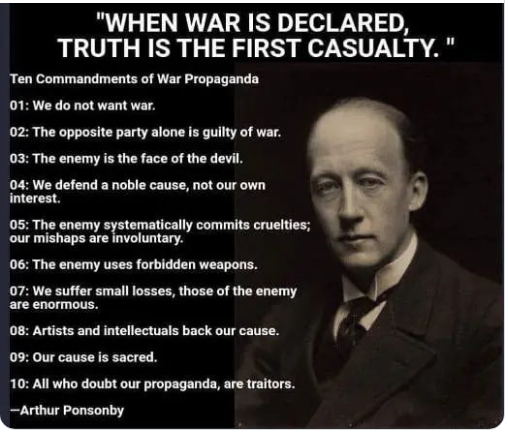 "WHEN WAR IS DECLARED,
TRUTH IS THE FIRST CASUALTY. "
Ten Commandments of War Propaganda
01: We do not want war.
02: The opposite party alone is guilty of war.
03: The enemy is the face of the devil.
04: We defend a noble cause, not our own
interest.
05: The enemy systematically commits cruelties;
our mishaps are involuntary.
06: The enemy uses forbidden weapons.
07: We suffer small losses, those of the enemy
are enormous.
08: Artists and intellectuals back our cause.
09: Our cause is sacred.
10: All who doubt our propaganda, are traitors.
—Arthur Ponsonby